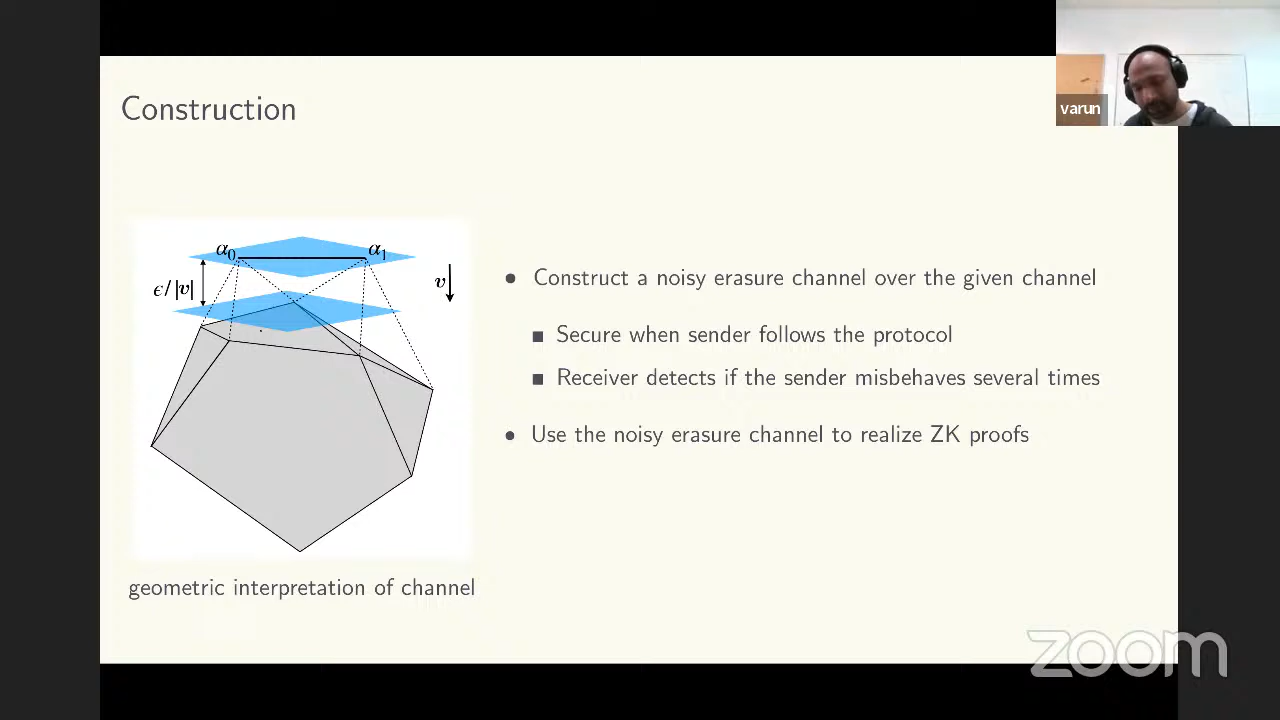 Construction
varun
α₀
α₁
ϵ/|v|
v
geometric interpretation of channel
• Construct a noisy erasure channel over the given channel
■ Secure when sender follows the protocol
■ Receiver detects if the sender misbehaves several times
• Use the noisy erasure channel to realize ZK proofs
zoom